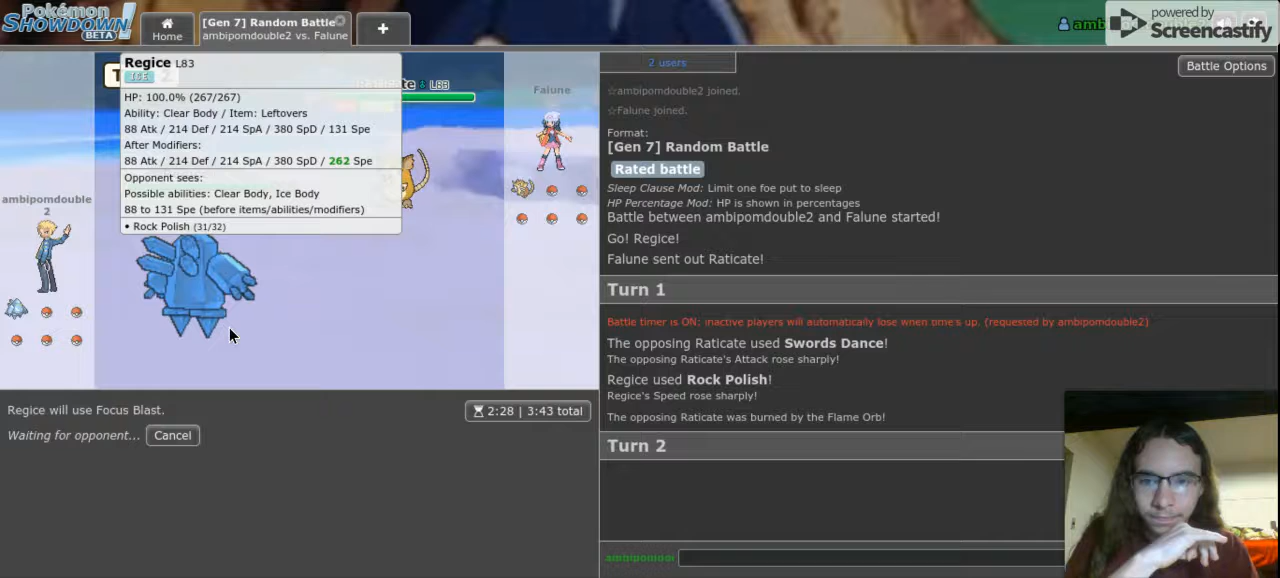 Pokémon
SHOWDOWN!
BETA
Home
[Gen 7] Random Battle
ambipomdouble2 vs. Falune
+
powered by
Screencastify
Regice L83
ICE
HP: 100.0% (267/267)
Ability: Clear Body / Item: Leftovers
88 Atk / 214 Def / 214 SpA / 380 SpD / 131 Spe
After Modifiers:
88 Atk / 214 Def / 214 SpA / 380 SpD / 262 Spe
Opponent sees:
Possible abilities: Clear Body, Ice Body
88 to 131 Spe (before items/abilities/modifiers)
• Rock Polish (31/32)
L83
Falune
ambipomdouble
2
Regice will use Focus Blast.
Waiting for opponent...
Cancel
2:28 | 3:43 total
2 users
Battle Options
☆ambipomdouble2 joined.
☆Falune joined.
Format:
[Gen 7] Random Battle
Rated battle
Sleep Clause Mod: Limit one foe put to sleep
HP Percentage Mod: HP is shown in percentages
Battle between ambipomdouble2 and Falune started!
Go! Regice!
Falune sent out Raticate!
Turn 1
Battle timer is ON: inactive players will automatically lose when time's up. (requested by ambipomdouble2)
The opposing Raticate used Swords Dance!
The opposing Raticate's Attack rose sharply!
Regice used Rock Polish!
Regice's Speed rose sharply!
The opposing Raticate was burned by the Flame Orb!
Turn 2